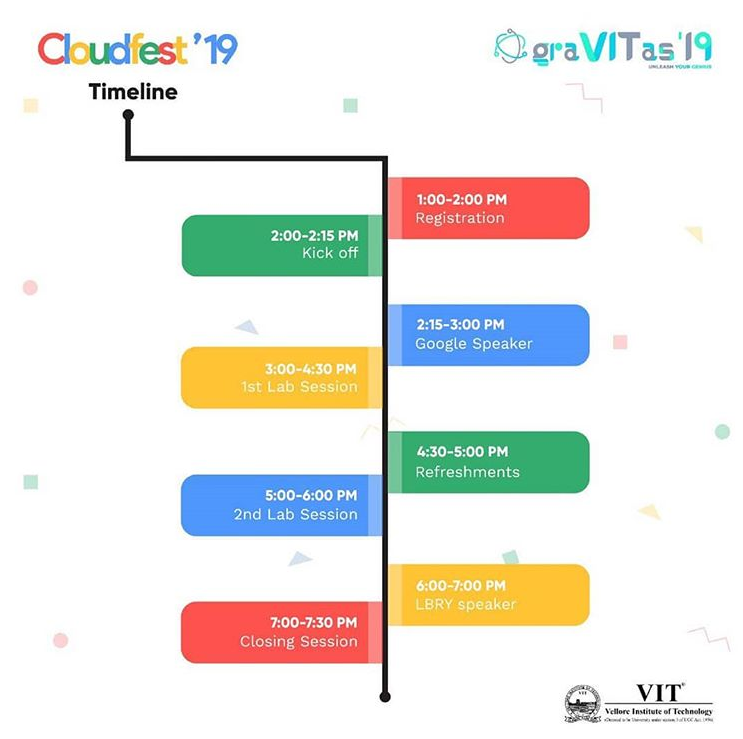 Cloudfest '19
graVITas'19
UNLEASH YOUR GENIUS
Timeline
1:00-2:00 PM
Registration
2:00-2:15 PM
Kick off
2:15-3:00 PM
Google Speaker
3:00-4:30 PM
1st Lab Session
4:30-5:00 PM
Refreshments
5:00-6:00 PM
2nd Lab Session
6:00-7:00 PM
LBRY speaker
7:00-7:30 PM
Closing Session
VIT®
Vellore Institute of Technology
(Deemed to be University under section 3 of UGC Act, 1956)